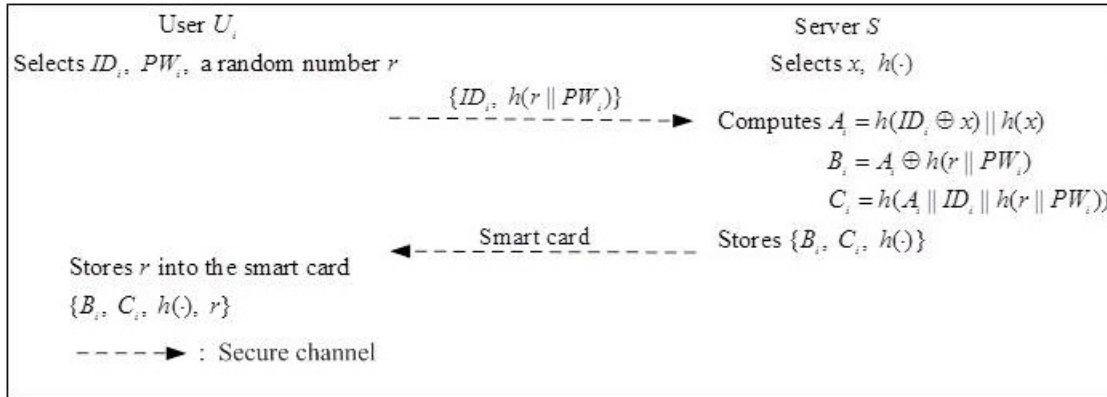 User U_i Server S
Selects ID_i, PW_i, a random number r Selects x, h(·)
{ID_i, h(r || PW_i)}
Computes A_i = h(ID_i ⊕ x) || h(x)
B_i = A_i ⊕ h(r || PW_i)
C_i = h(A_i || ID_i || h(r || PW_i))
Smart card Stores {B_i, C_i, h(·)}
Stores r into the smart card
{B_i, C_i, h(·), r}
: Secure channel